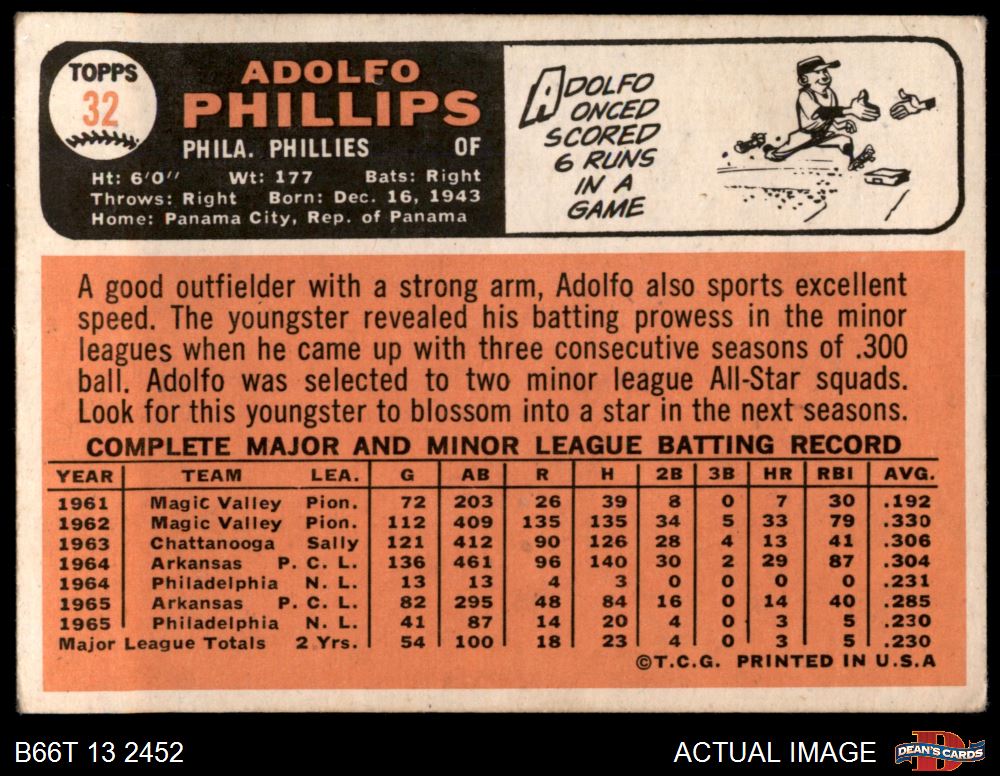 TOPPS
32
ADOLFO
PHILLIPS
PHILA. PHILLIES OF
Ht: 6'0" Wt: 177 Bats: Right
Throws: Right Born: Dec. 16, 1943
Home: Panama City, Rep. of Panama
ADOLFO
ONCED
SCORED
6 RUNS
IN A
GAME
A good outfielder with a strong arm, Adolfo also sports excellent
speed. The youngster revealed his batting prowess in the minor
leagues when he came up with three consecutive seasons of .300
ball. Adolfo was selected to two minor league All-Star squads.
Look for this youngster to blossom into a star in the next seasons.
COMPLETE MAJOR AND MINOR LEAGUE BATTING RECORD
YEAR TEAM LEA. G AB R H 2B 3B HR RBI AVG.
1961 Magic Valley Pion. 72 203 26 39 8 0 7 30 .192
1962 Magic Valley Pion. 112 409 135 135 34 5 33 79 .330
1963 Chattanooga Sally 121 412 90 126 28 4 13 41 .306
1964 Arkansas P. C. L. 136 461 96 140 30 2 29 87 .304
1964 Philadelphia N. L. 13 13 4 3 0 0 0 0 .231
1965 Arkansas P. C. L. 82 295 48 84 16 0 14 40 .285
1965 Philadelphia N. L. 41 87 14 20 4 0 3 5 .230
Major League Totals 2 Yrs. 54 100 18 23 4 0 3 5 .230
©T.C.G. PRINTED IN U.S.A
B66T 13 2452
ACTUAL IMAGE
D
DEAN'S CARDS